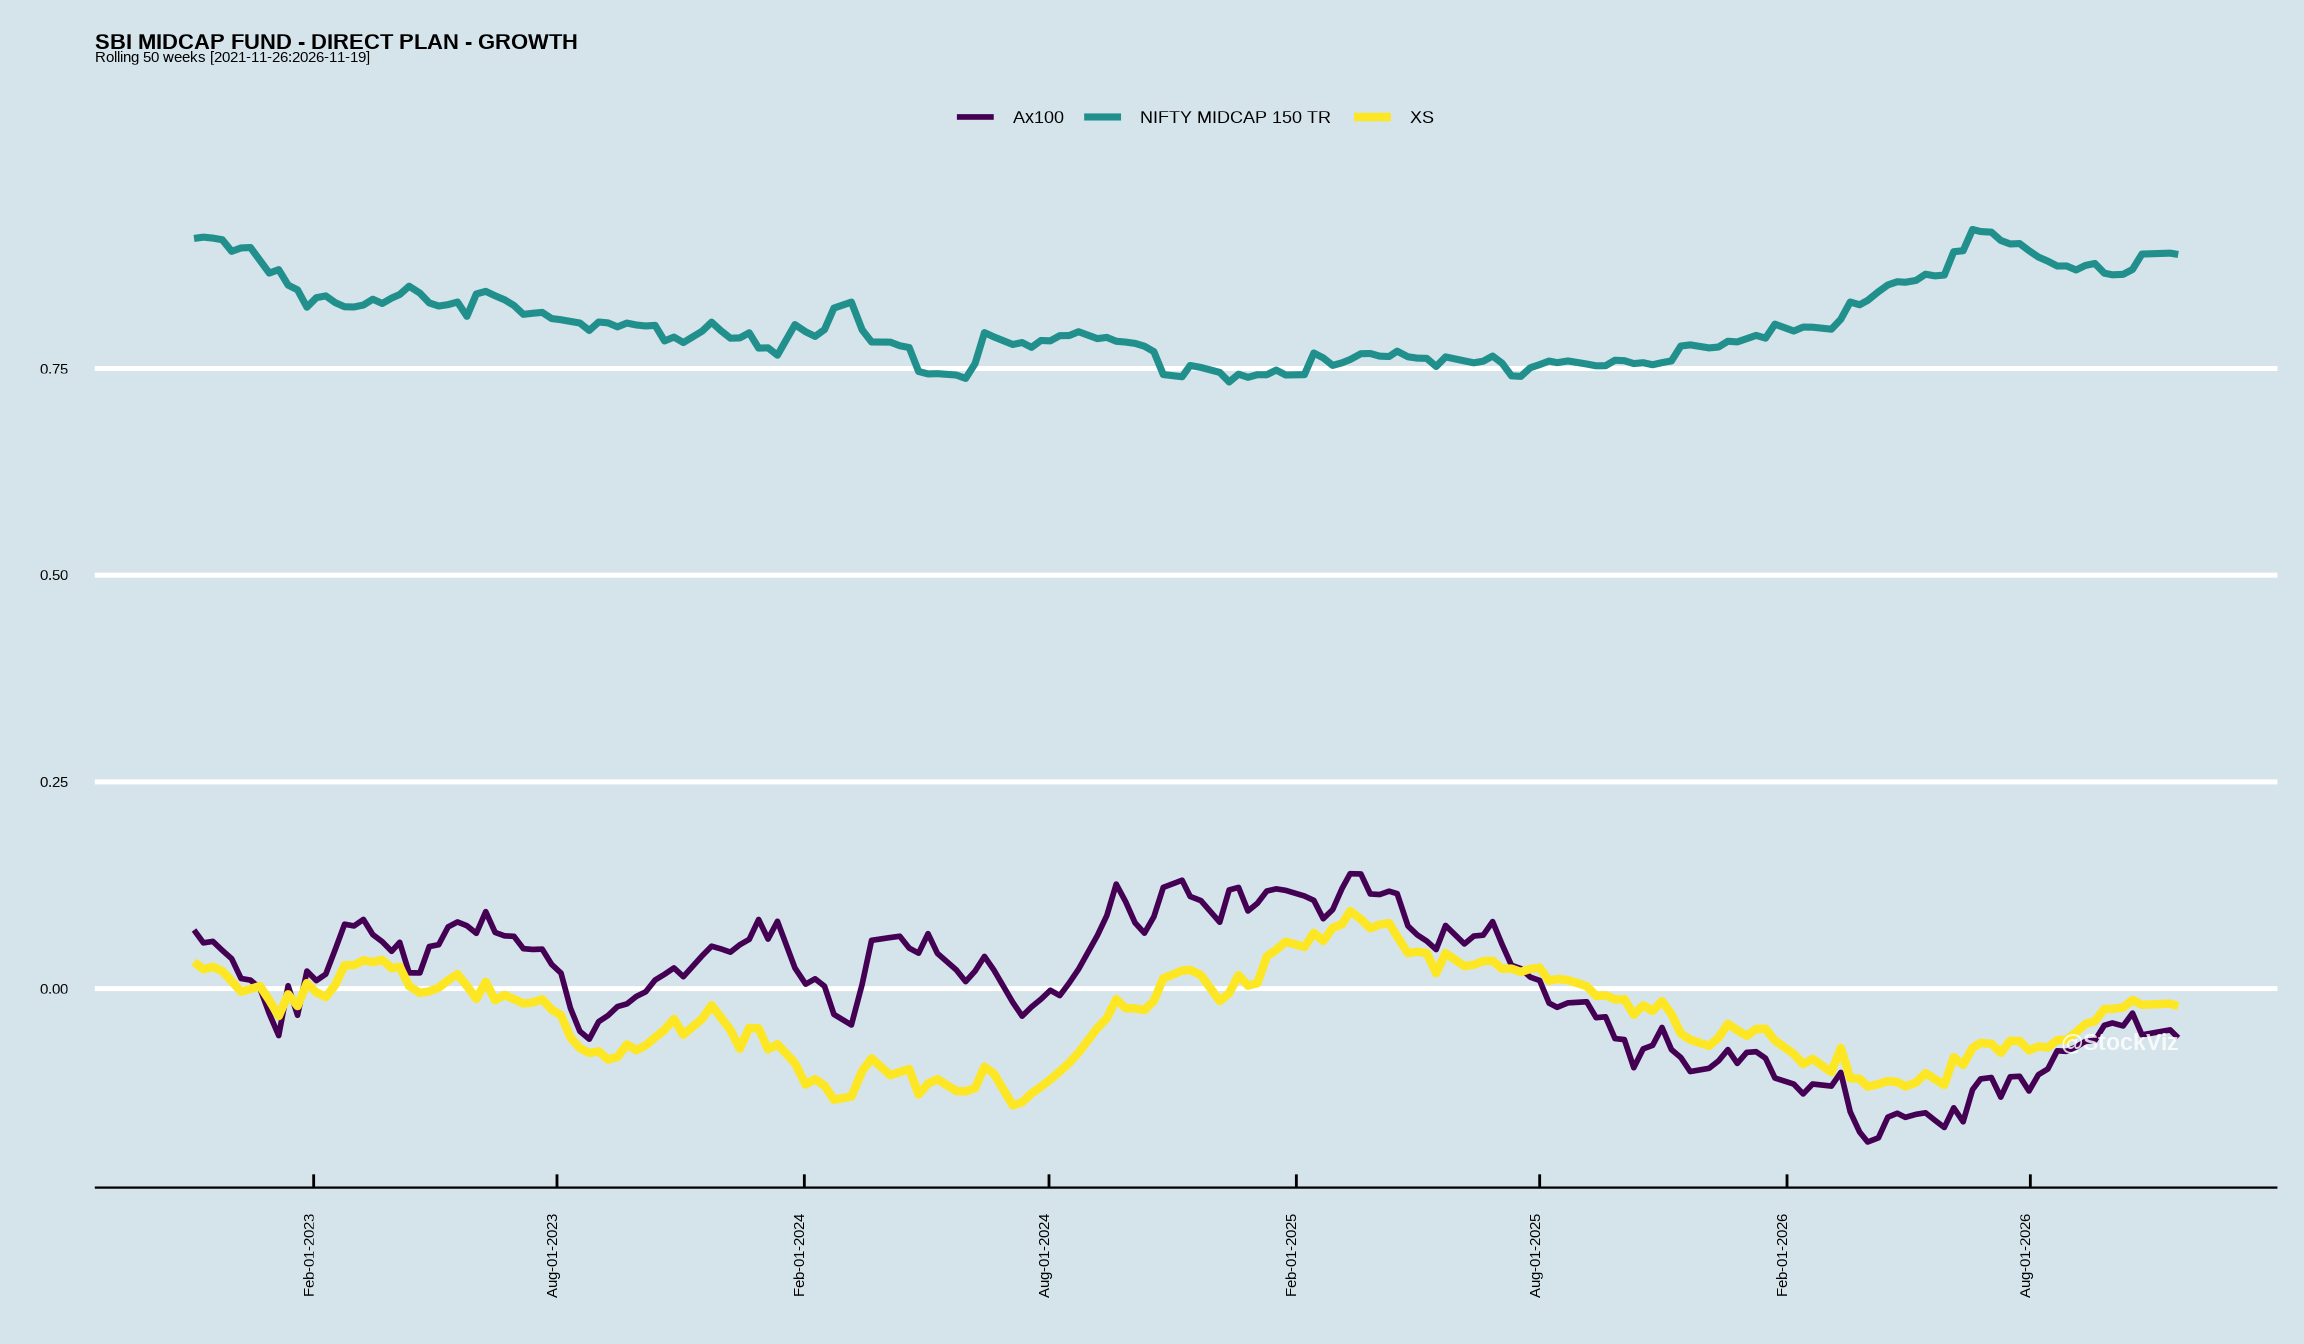 SBI MIDCAP FUND - DIRECT PLAN - GROWTH
Rolling 50 weeks [2021-11-26:2026-11-19]
Ax100 NIFTY MIDCAP 150 TR XS
0.75
0.50
0.25
0.00
@StockViz
Feb-01-2023
Aug-01-2023
Feb-01-2024
Aug-01-2024
Feb-01-2025
Aug-01-2025
Feb-01-2026
Aug-01-2026